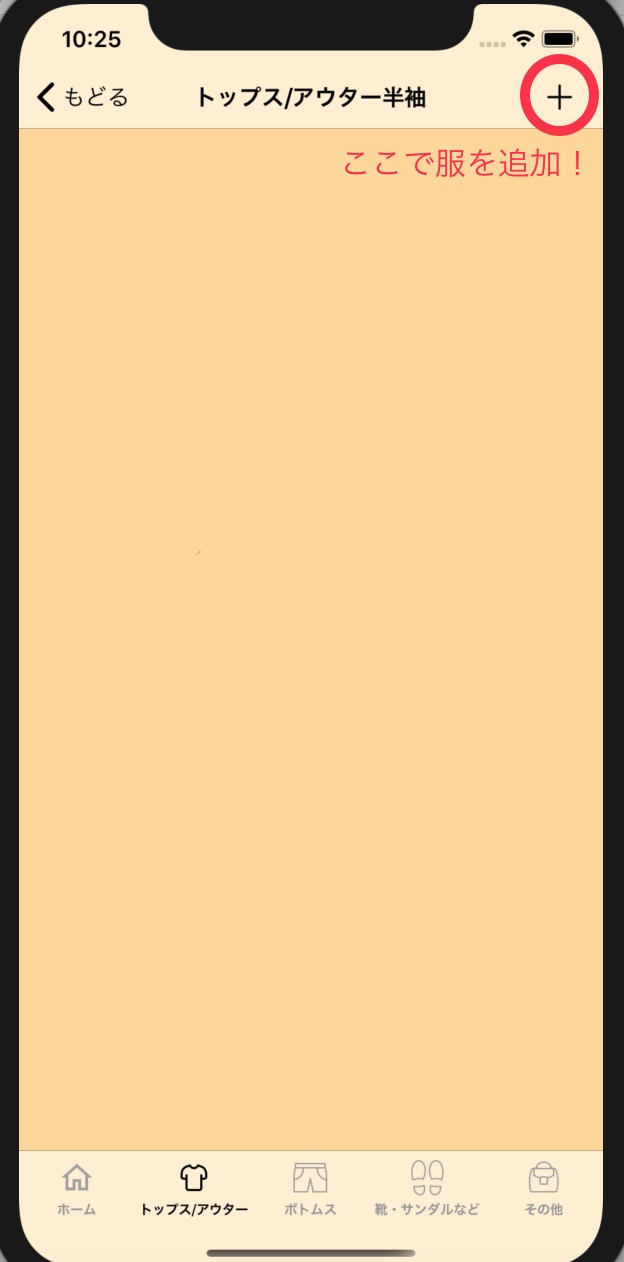 10:25
もどる
トップス/アウター半袖
ここで服を追加！
ホーム
トップス/アウター
ボトムス
靴・サンダルなど
その他